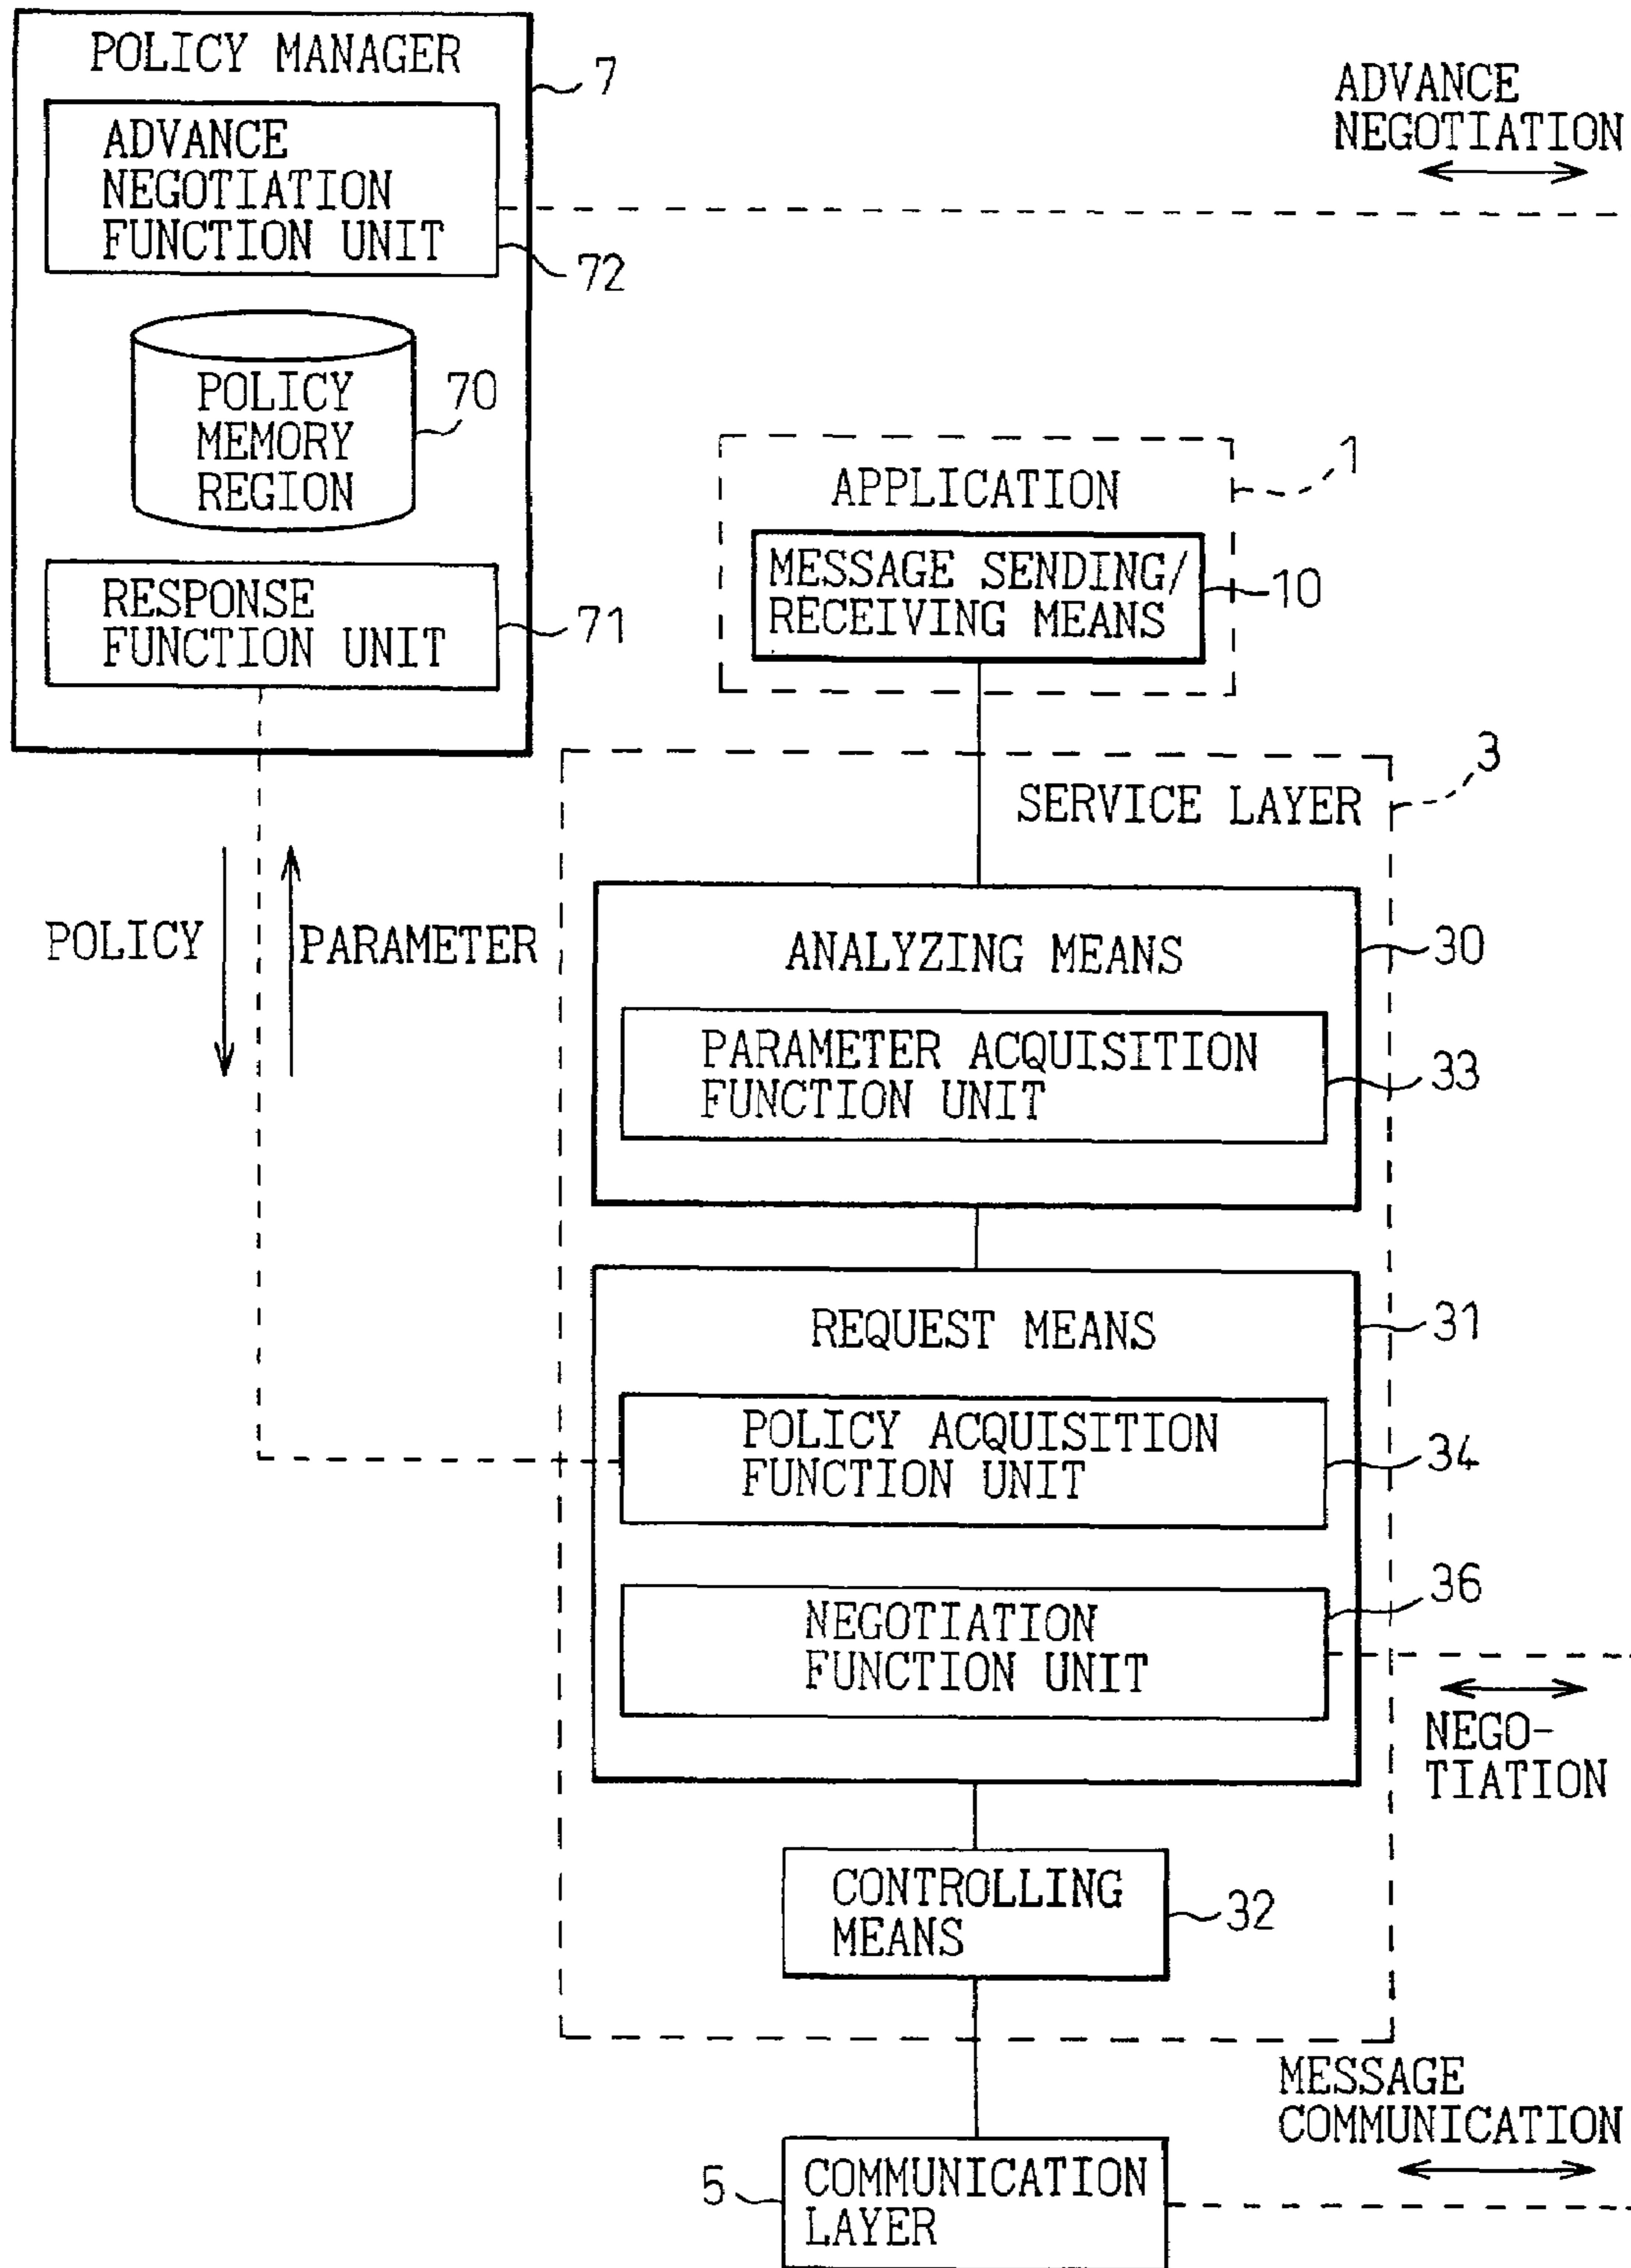 POLICY MANAGER
7
ADVANCE
NEGOTIATION
FUNCTION UNIT
72
POLICY
MEMORY
REGION
70
RESPONSE
FUNCTION UNIT
71
ADVANCE
NEGOTIATION
1
APPLICATION
MESSAGE SENDING/
RECEIVING MEANS
10
POLICY
PARAMETER
3
SERVICE LAYER
ANALYZING MEANS
30
PARAMETER ACQUISITION
FUNCTION UNIT
33
REQUEST MEANS
31
POLICY ACQUISITION
FUNCTION UNIT
34
NEGOTIATION
FUNCTION UNIT
36
NEGO-
TIATION
CONTROLLING
MEANS
32
MESSAGE
COMMUNICATION
5
COMMUNICATION
LAYER